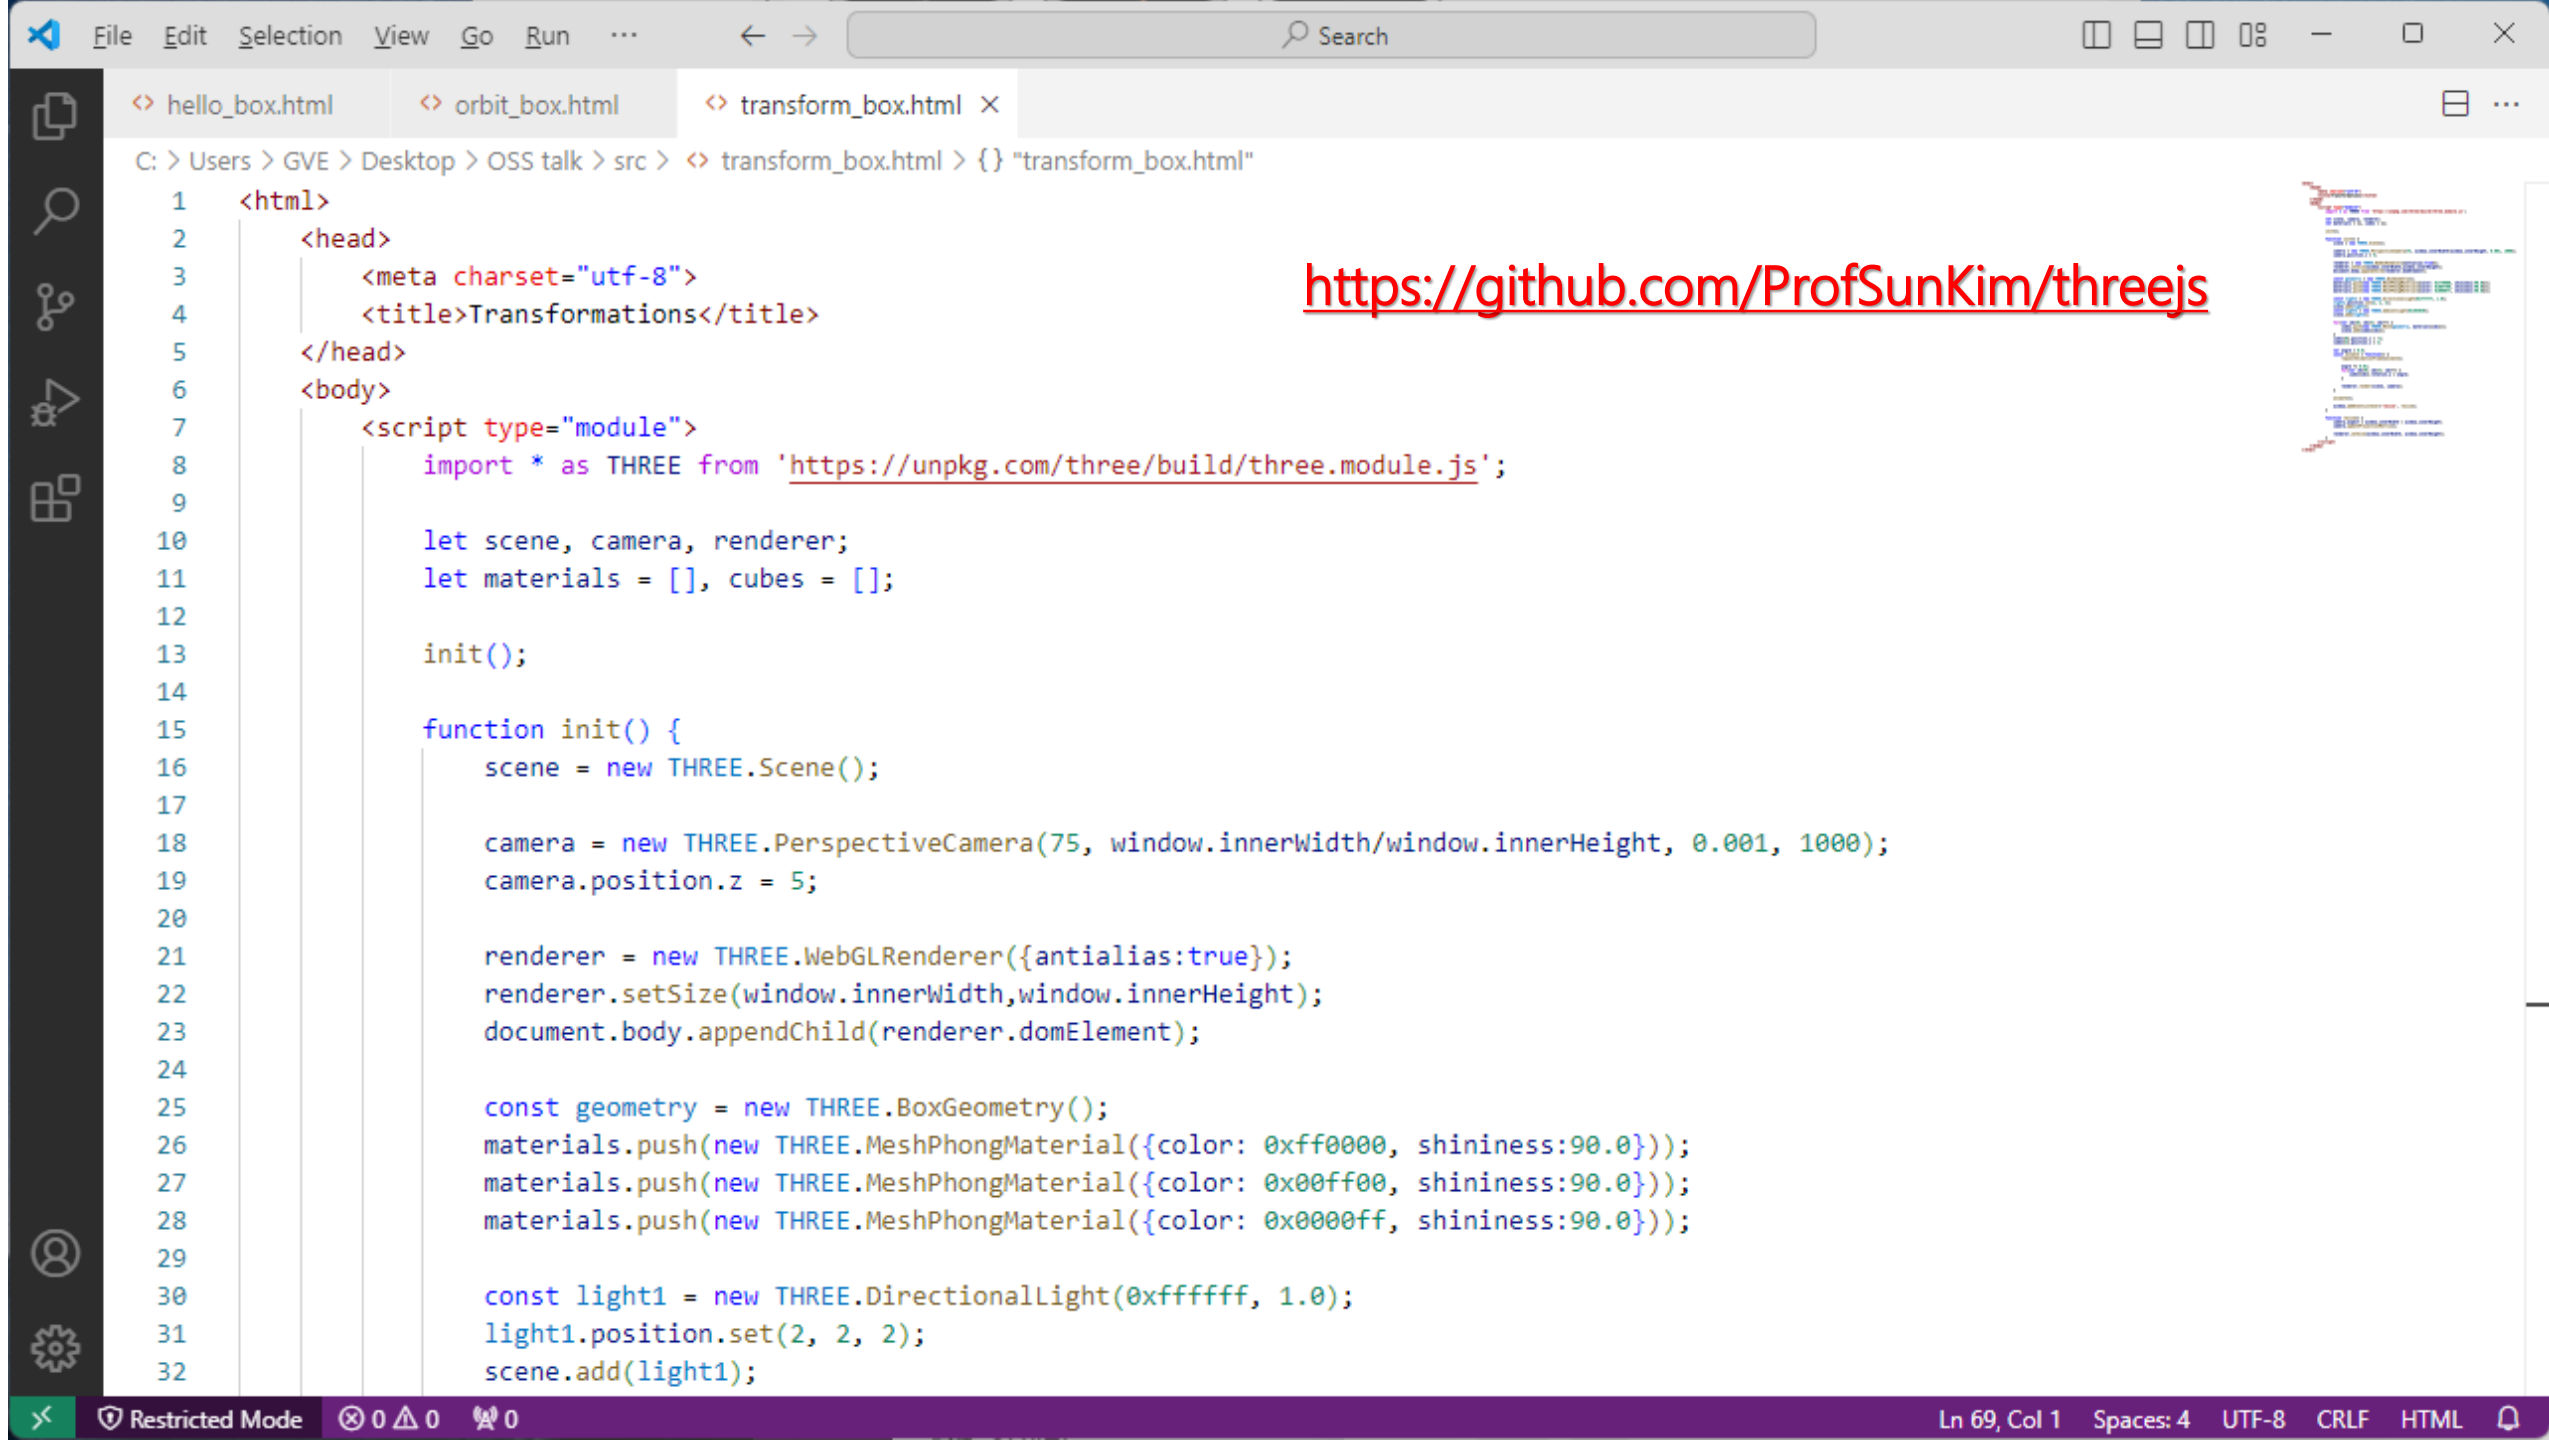 File Edit Selection View Go Run ··· Search
hello_box.html orbit_box.html transform_box.html
C: > Users > GVE > Desktop > OSS talk > src > <> transform_box.html > {} "transform_box.html"
https://github.com/ProfSunKim/threejs
1 <html>
2 <head>
3 <meta charset="utf-8">
4 <title>Transformations</title>
5 </head>
6 <body>
7 <script type="module">
8 import * as THREE from 'https://unpkg.com/three/build/three.module.js';
9
10 let scene, camera, renderer;
11 let materials = [], cubes = [];
12
13 init();
14
15 function init() {
16 scene = new THREE.Scene();
17
18 camera = new THREE.PerspectiveCamera(75, window.innerWidth/window.innerHeight, 0.001, 1000);
19 camera.position.z = 5;
20
21 renderer = new THREE.WebGLRenderer({antialias:true});
22 renderer.setSize(window.innerWidth,window.innerHeight);
23 document.body.appendChild(renderer.domElement);
24
25 const geometry = new THREE.BoxGeometry();
26 materials.push(new THREE.MeshPhongMaterial({color: 0xff0000, shininess:90.0}));
27 materials.push(new THREE.MeshPhongMaterial({color: 0x00ff00, shininess:90.0}));
28 materials.push(new THREE.MeshPhongMaterial({color: 0x0000ff, shininess:90.0}));
29
30 const light1 = new THREE.DirectionalLight(0xffffff, 1.0);
31 light1.position.set(2, 2, 2);
32 scene.add(light1);
Restricted Mode 0 0 0 Ln 69, Col 1 Spaces: 4 UTF-8 CRLF HTML